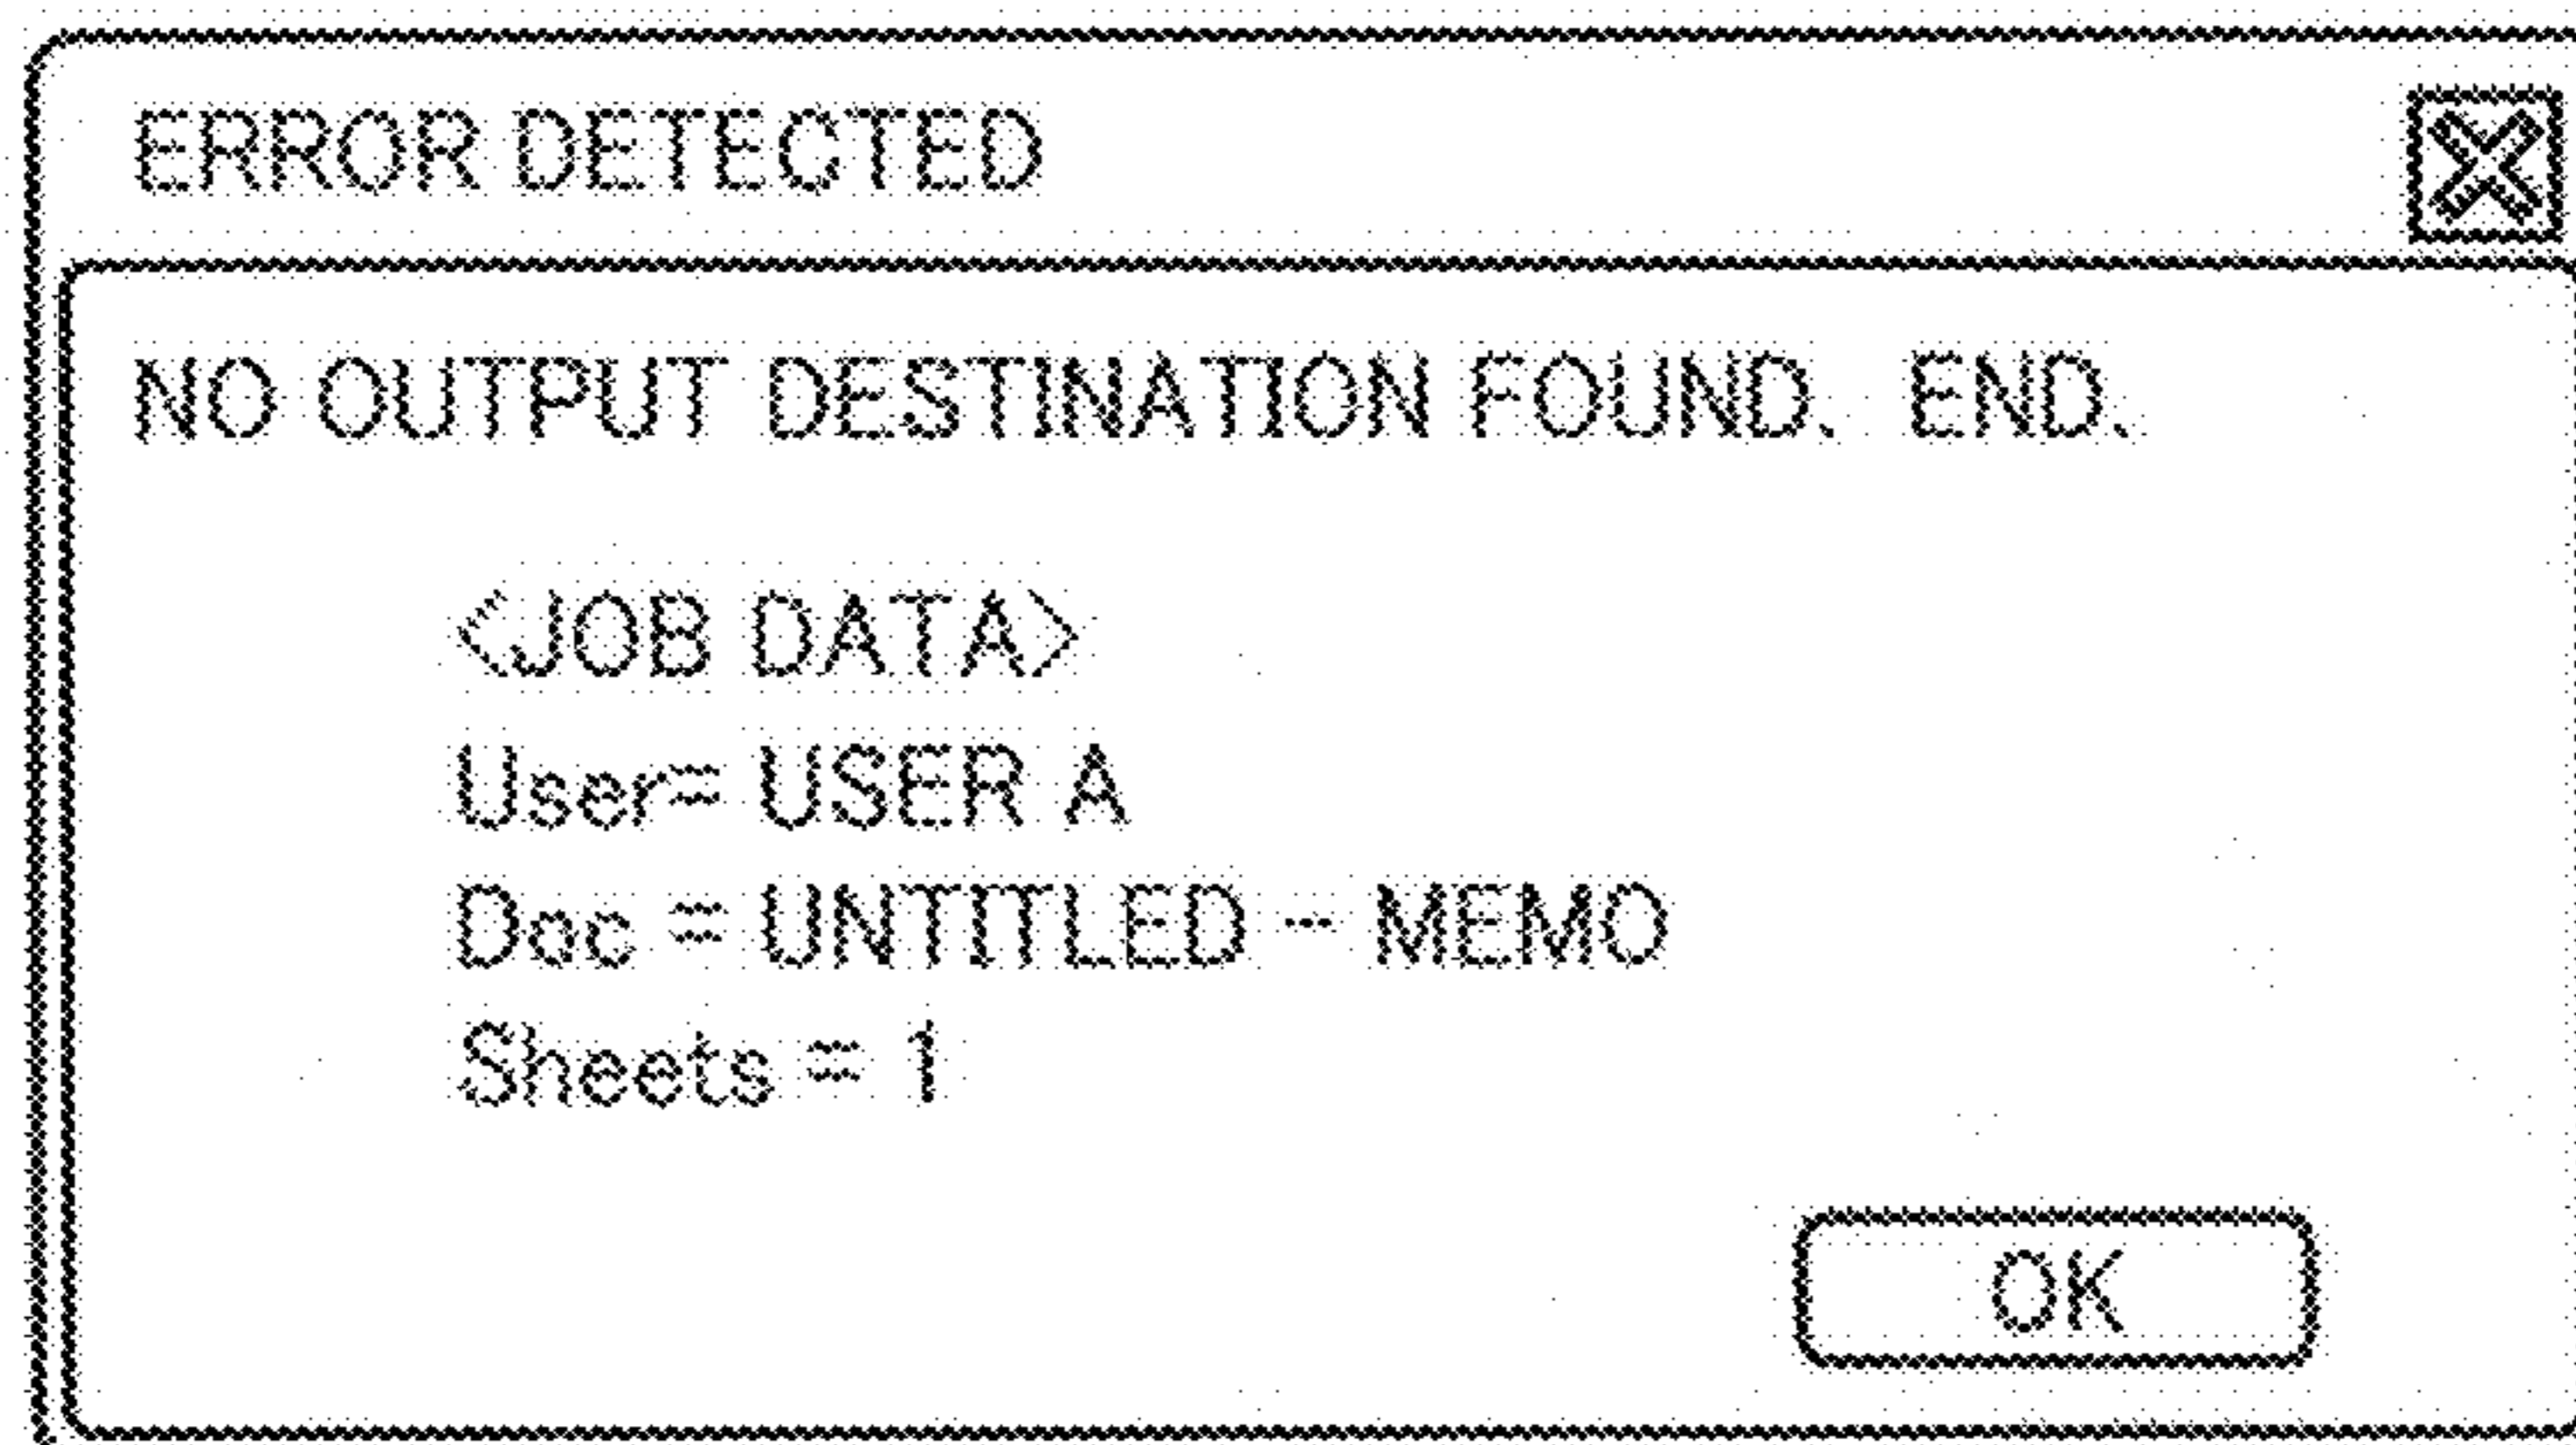 ERROR DETECTED
NO OUTPUT DESTINATION FOUND. END.
<JOB DATA>
User= USER A
Doc = UNTITLED - MEMO
Sheets = 1
OK